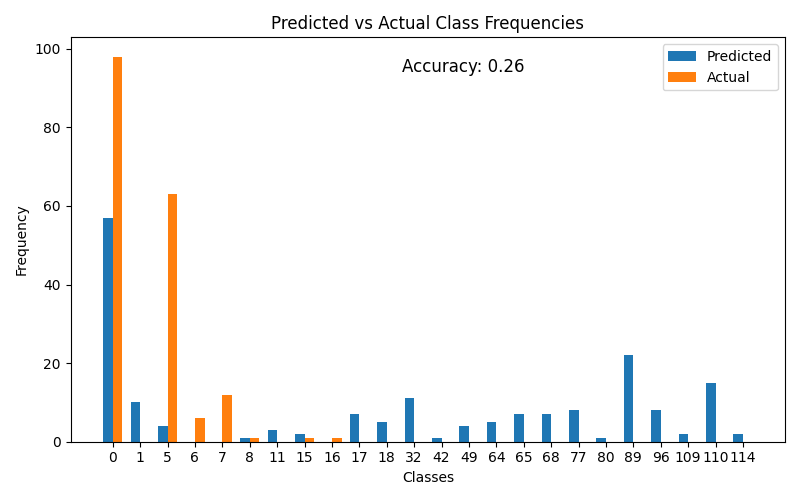 Predicted vs Actual Class Frequencies
Accuracy: 0.26
Predicted
Actual
Frequency
100
80
60
40
20
0
0 1 5 6 7 8 11 15 16 17 18 32 42 49 64 65 68 77 80 89 96 109 110 114
Classes